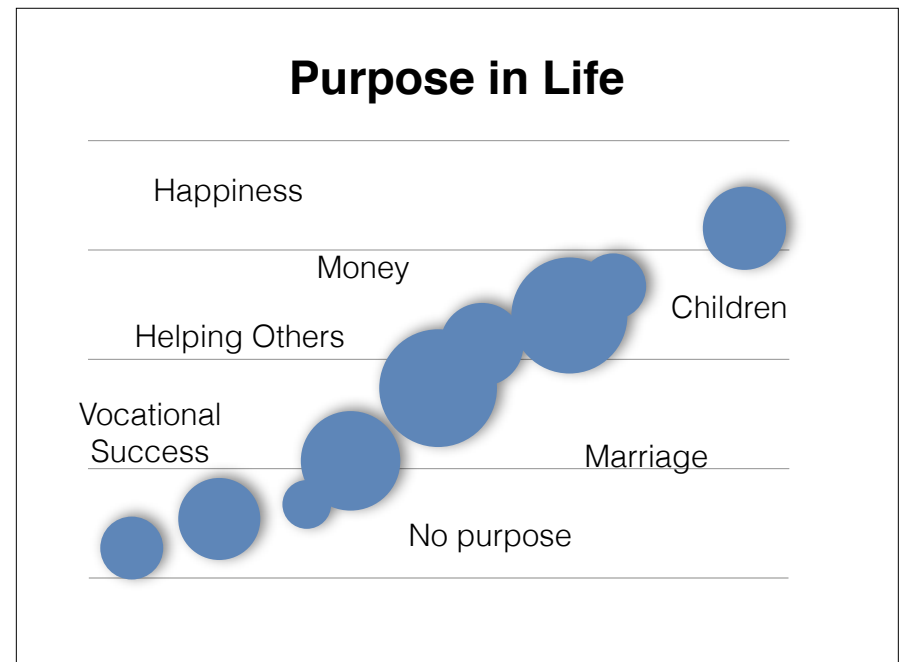 Purpose in Life
Happiness
Money
Children
Helping Others
Vocational
Success
Marriage
No purpose